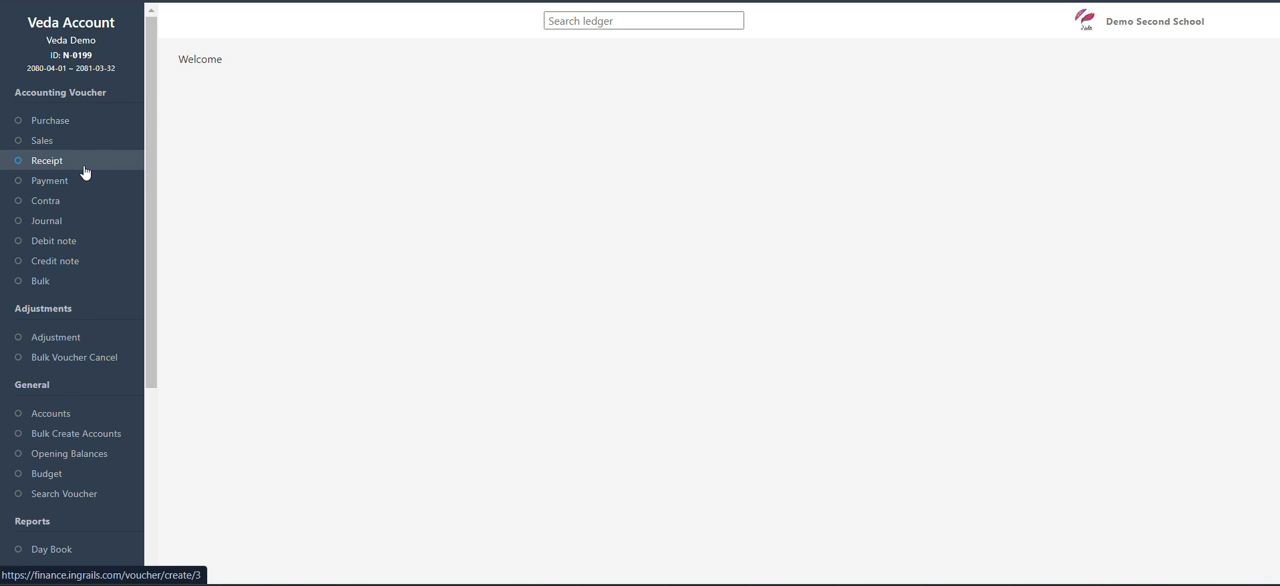 Veda Account
Veda Demo
ID: N-0199
2080-04-01 ~ 2081-03-32
Accounting Voucher
Purchase
Sales
Receipt
Payment
Contra
Journal
Debit note
Credit note
Bulk
Adjustments
Adjustment
Bulk Voucher Cancel
General
Accounts
Bulk Create Accounts
Opening Balances
Budget
Search Voucher
Reports
Day Book
https://finance.ingrails.com/voucher/create/3
Search ledger
Veda
Demo Second School
Welcome